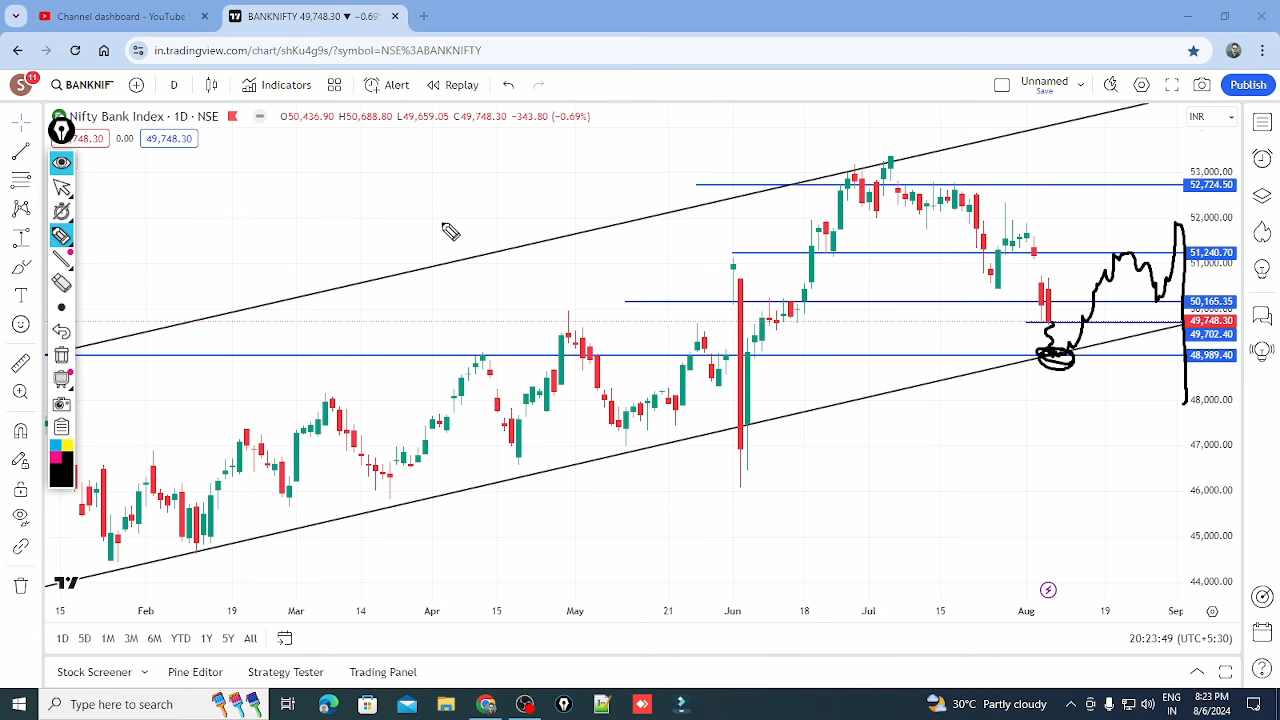 Channel dashboard - YouTube
BANKNIFTY 49,748.30 ▼ −0.69%
in.tradingview.com/chart/shKu4g9s/?symbol=NSE%3ABANKNIFTY
S 11 BANKNIFT D Indicators Alert Replay Unnamed Save Publish
Nifty Bank Index · 1D · NSE O50,436.90 H50,688.80 L49,659.05 C49,748.30 −343.80 (−0.69%) INR
748.30 0.00 49,748.30
53,000.00
52,724.50
52,000.00
51,240.70
51,000.00
50,165.35
49,748.30
49,702.40
48,989.40
48,000.00
47,000.00
46,000.00
45,000.00
44,000.00
15 Feb 19 Mar 14 Apr 15 May 21 Jun 18 Jul 15 Aug 19 Sep
1D 5D 1M 3M 6M YTD 1Y 5Y All 20:23:49 (UTC+5:30)
Stock Screener Pine Editor Strategy Tester Trading Panel
Type here to search 30°C Partly cloudy ENG 8:23 PM
IN 8/6/2024